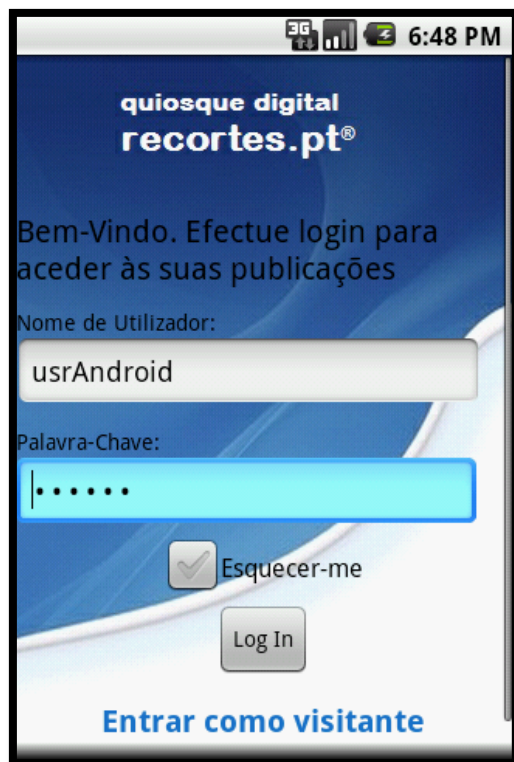 3G 6:48 PM
quiosque digital
recortes.pt®
Bem-Vindo. Efectue login para
aceder às suas publicações
Nome de Utilizador:
usrAndroid
Palavra-Chave:
••••••
Esquecer-me
Log In
Entrar como visitante